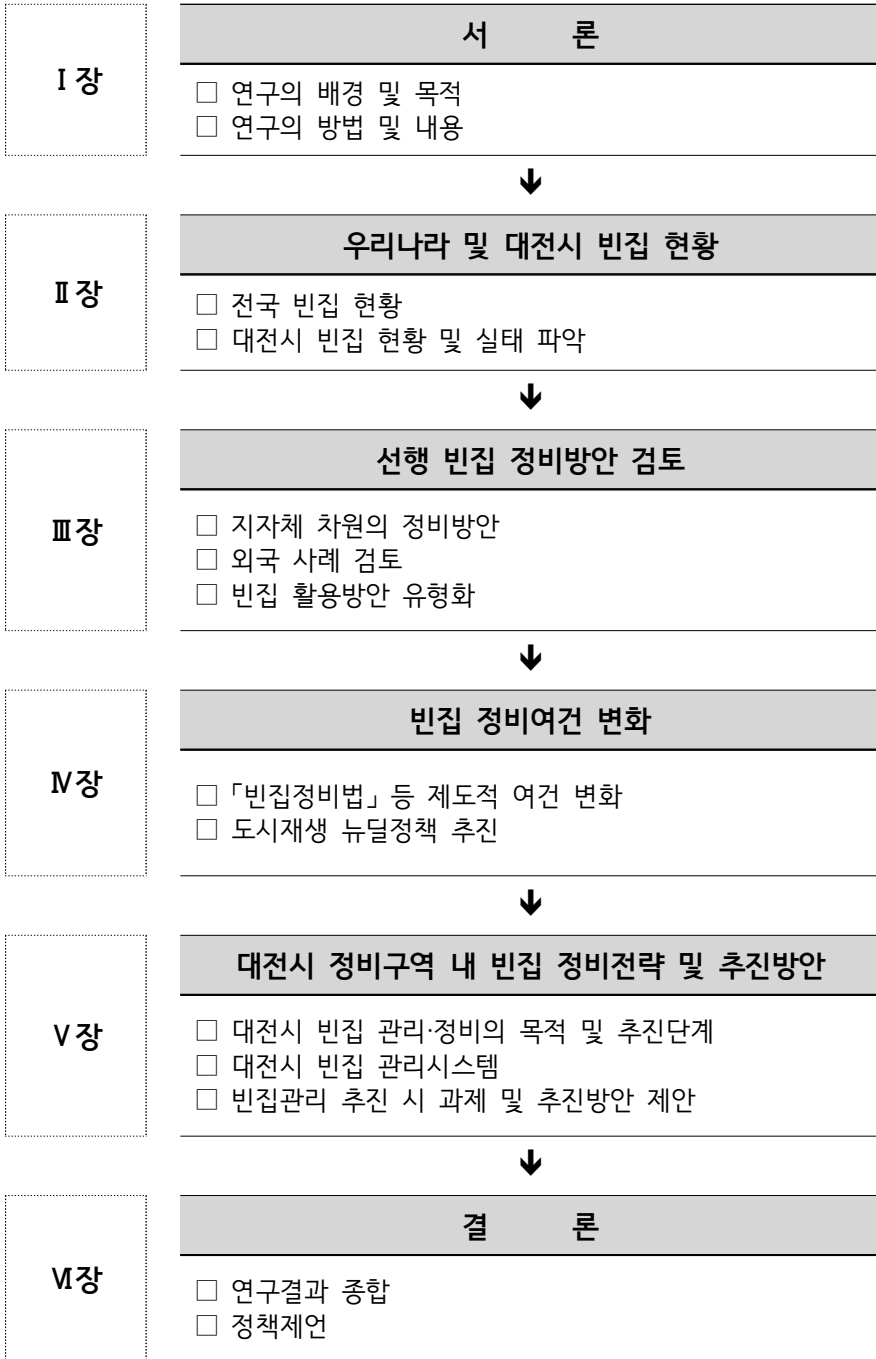 Ⅰ장
서 론
□ 연구의 배경 및 목적
□ 연구의 방법 및 내용
Ⅱ장
우리나라 및 대전시 빈집 현황
□ 전국 빈집 현황
□ 대전시 빈집 현황 및 실태 파악
Ⅲ장
선행 빈집 정비방안 검토
□ 지자체 차원의 정비방안
□ 외국 사례 검토
□ 빈집 활용방안 유형화
Ⅳ장
빈집 정비여건 변화
□ 「빈집정비법」 등 제도적 여건 변화
□ 도시재생 뉴딜정책 추진
Ⅴ장
대전시 정비구역 내 빈집 정비전략 및 추진방안
□ 대전시 빈집 관리·정비의 목적 및 추진단계
□ 대전시 빈집 관리시스템
□ 빈집관리 추진 시 과제 및 추진방안 제안
Ⅵ장
결 론
□ 연구결과 종합
□ 정책제언